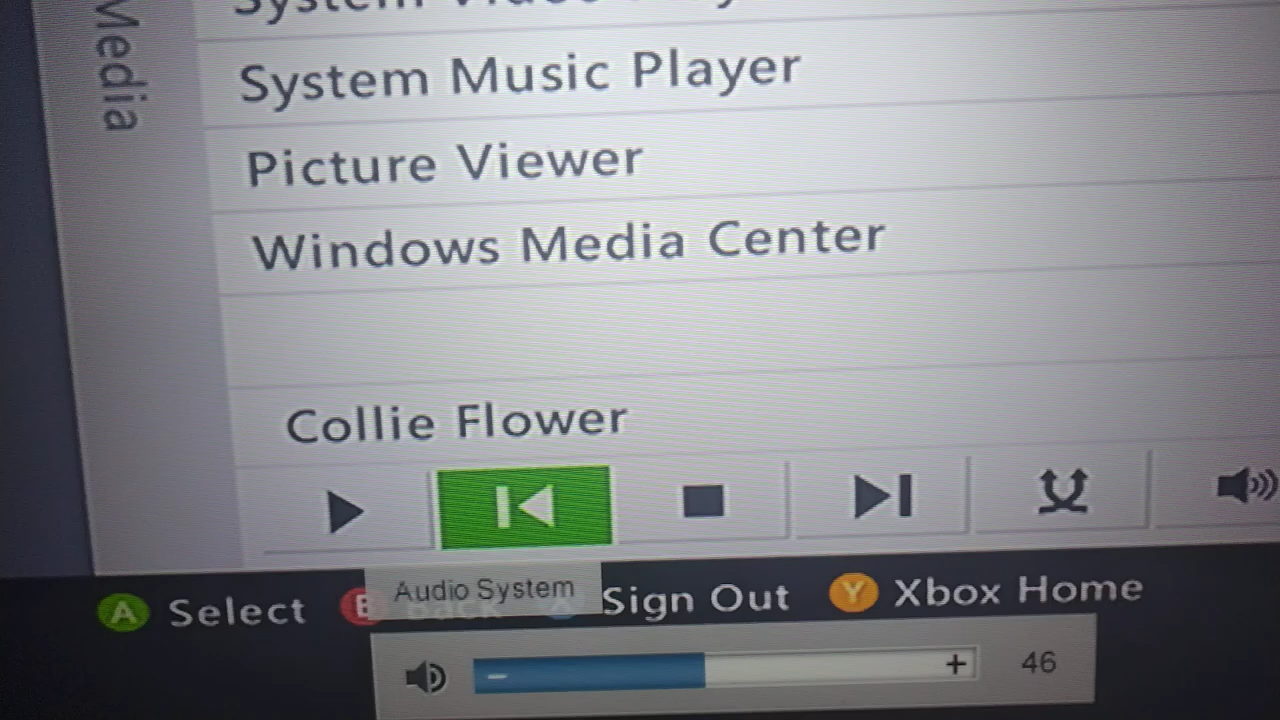 Media
System Music Player
Picture Viewer
Windows Media Center
Collie Flower
A Select B Back Sign Out Y Xbox Home
Audio System
46